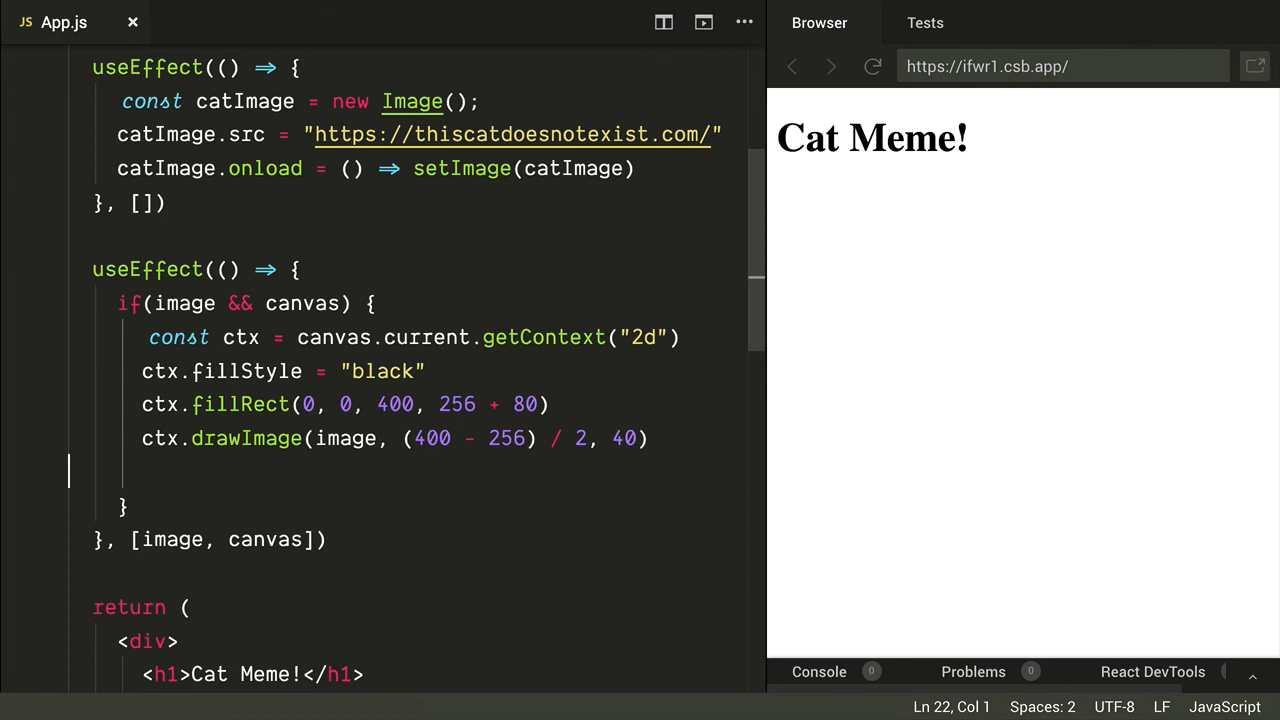 JS App.js ×
useEffect(() => {
const catImage = new Image();
catImage.src = "https://thiscatdoesnotexist.com/"
catImage.onload = () => setImage(catImage)
}, [])
useEffect(() => {
if(image && canvas) {
const ctx = canvas.current.getContext("2d")
ctx.fillStyle = "black"
ctx.fillRect(0, 0, 400, 256 + 80)
ctx.drawImage(image, (400 - 256) / 2, 40)
}
}, [image, canvas])
return (
<div>
<h1>Cat Meme!</h1>
Browser Tests
https://ifwr1.csb.app/
Cat Meme!
Console 0 Problems 0 React DevTools
Ln 22, Col 1 Spaces: 2 UTF-8 LF JavaScript